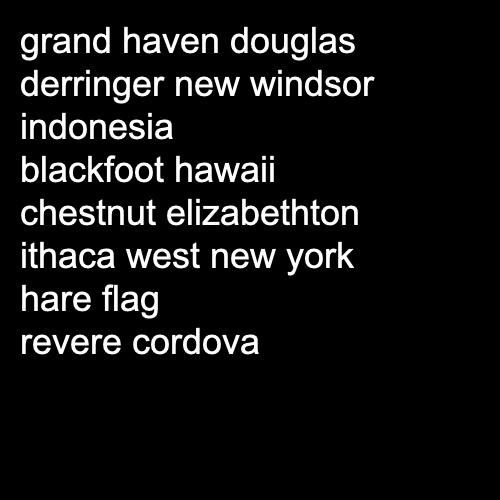 grand haven douglas
derringer new windsor
indonesia
blackfoot hawaii
chestnut elizabethton
ithaca west new york
hare flag
revere cordova